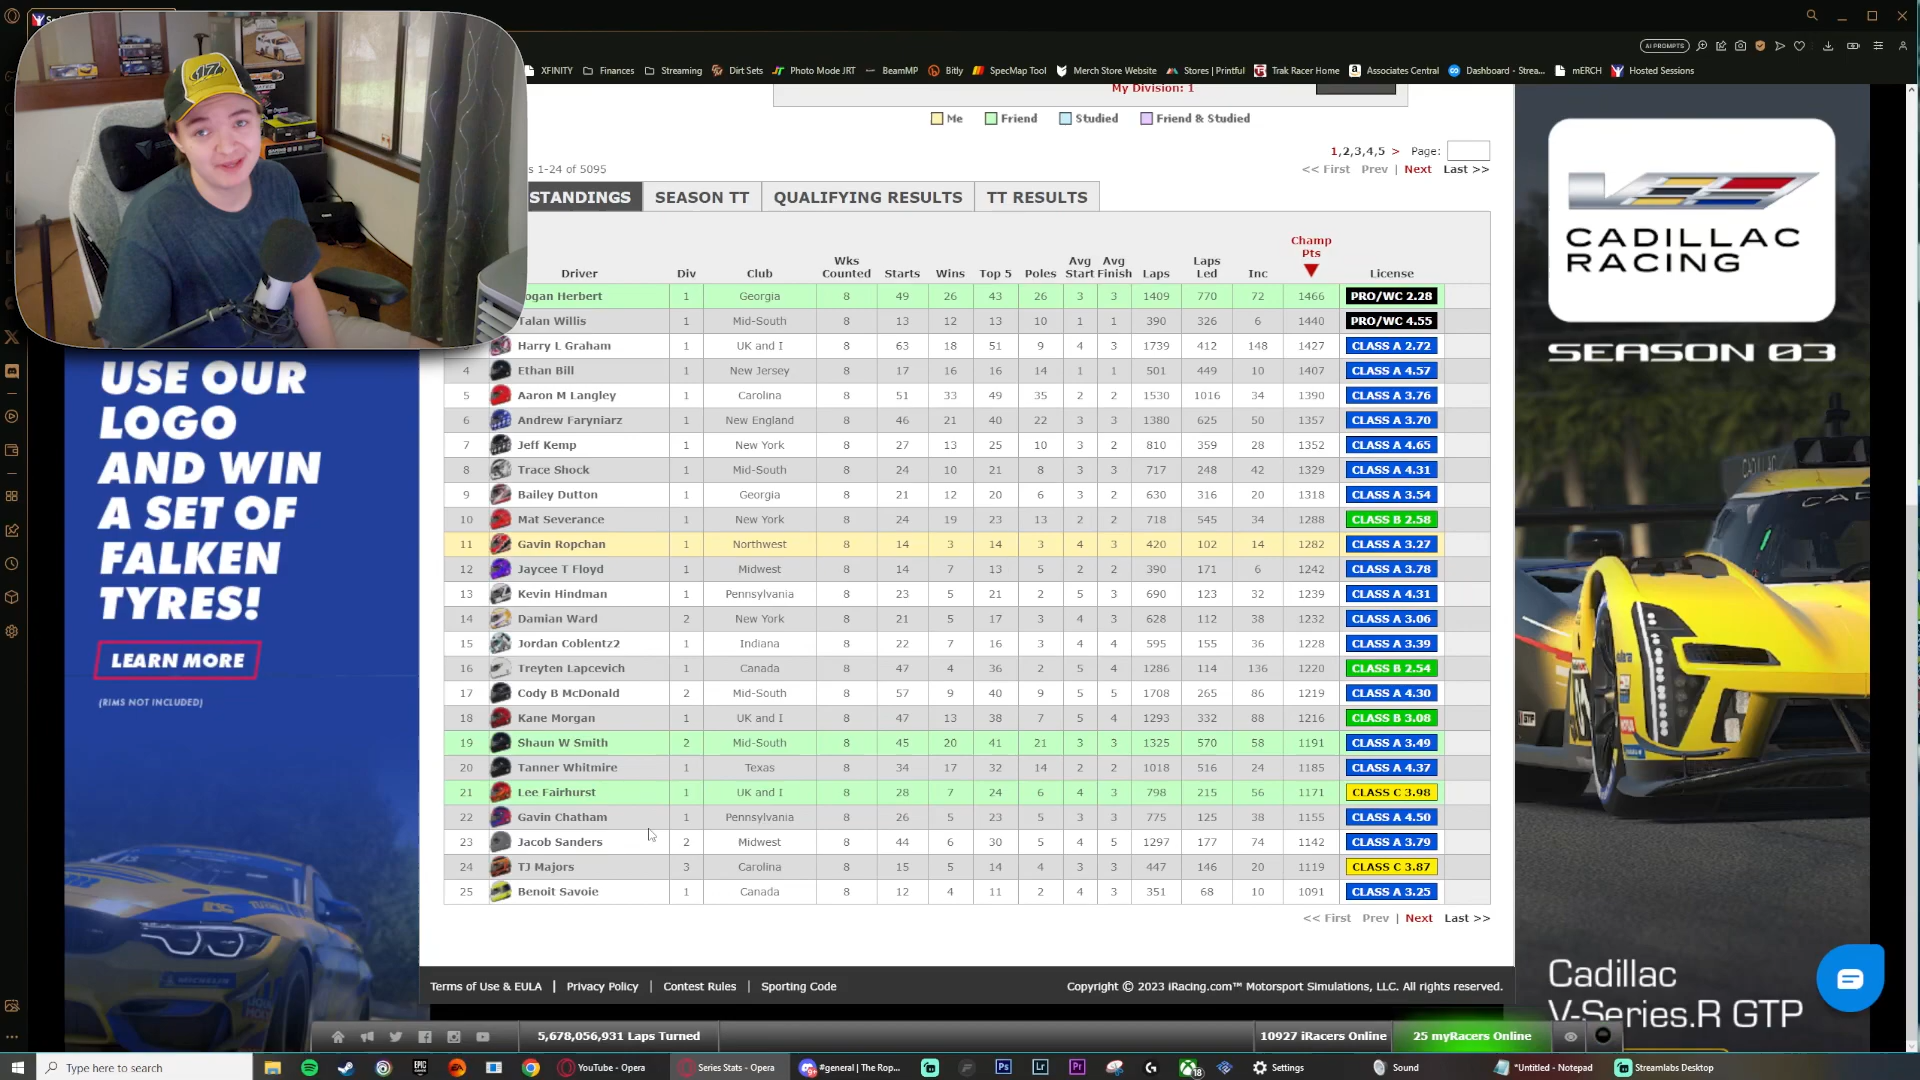 AI PROMPTS
XFINITY Finances Streaming Dirt Sets Photo Mode JRT BeamMP Bitly SpecMap Tool Merch Store Website Stores | Printful Trak Racer Home Associates Central Dashboard - Strea... mERCH Hosted Sessions
My Division: 1
Me Friend Studied Friend & Studied
1,2,3,4,5 > Page:
s 1-24 of 5095
<< First Prev | Next Last >>
STANDINGS SEASON TT QUALIFYING RESULTS TT RESULTS
Driver Div Club Wks Counted Starts Wins Top 5 Poles Avg Start Avg Finish Laps Laps Led Inc Champ Pts License
ogan Herbert 1 Georgia 8 49 26 43 26 3 3 1409 770 72 1466 PRO/WC 2.28
Talan Willis 1 Mid-South 8 13 12 13 10 1 1 390 326 6 1440 PRO/WC 4.55
Harry L Graham 1 UK and I 8 63 18 51 9 4 3 1739 412 148 1427 CLASS A 2.72
4 Ethan Bill 1 New Jersey 8 17 16 16 14 1 1 501 449 10 1407 CLASS A 4.57
5 Aaron M Langley 1 Carolina 8 51 33 49 35 2 2 1530 1016 34 1390 CLASS A 3.76
6 Andrew Faryniarz 1 New England 8 46 21 40 22 3 3 1380 625 50 1357 CLASS A 3.70
7 Jeff Kemp 1 New York 8 27 13 25 10 3 2 810 359 28 1352 CLASS A 4.65
8 Trace Shock 1 Mid-South 8 24 10 21 8 3 3 717 248 42 1329 CLASS A 4.31
9 Bailey Dutton 1 Georgia 8 21 12 20 6 3 2 630 316 20 1318 CLASS A 3.54
10 Mat Severance 1 New York 8 24 19 23 13 2 2 718 545 34 1288 CLASS B 2.58
11 Gavin Ropchan 1 Northwest 8 14 3 14 3 4 3 420 102 14 1282 CLASS A 3.27
12 Jaycee T Floyd 1 Midwest 8 14 7 13 5 2 2 390 171 6 1242 CLASS A 3.78
13 Kevin Hindman 1 Pennsylvania 8 23 5 21 2 5 3 690 123 32 1239 CLASS A 4.31
14 Damian Ward 2 New York 8 21 5 17 3 4 3 628 112 38 1232 CLASS A 3.06
15 Jordan Coblentz2 1 Indiana 8 22 7 16 3 4 4 595 155 36 1228 CLASS A 3.39
16 Treyten Lapcevich 1 Canada 8 47 4 36 2 5 4 1286 114 136 1220 CLASS B 2.54
17 Cody B McDonald 2 Mid-South 8 57 9 40 9 5 5 1708 265 86 1219 CLASS A 4.30
18 Kane Morgan 1 UK and I 8 47 13 38 7 5 4 1293 332 88 1216 CLASS B 3.08
19 Shaun W Smith 2 Mid-South 8 45 20 41 21 3 3 1325 570 58 1191 CLASS A 3.49
20 Tanner Whitmire 1 Texas 8 34 17 32 14 2 2 1018 516 24 1185 CLASS A 4.37
21 Lee Fairhurst 1 UK and I 8 28 7 24 6 4 3 798 215 56 1171 CLASS C 3.98
22 Gavin Chatham 1 Pennsylvania 8 26 5 23 5 3 3 775 125 38 1155 CLASS A 4.50
23 Jacob Sanders 2 Midwest 8 44 6 30 5 4 5 1297 177 74 1142 CLASS A 3.79
24 TJ Majors 3 Carolina 8 15 5 14 4 3 3 447 146 20 1119 CLASS C 3.87
25 Benoit Savoie 1 Canada 8 12 4 11 2 4 3 351 68 10 1091 CLASS A 3.25
<< First Prev | Next Last >>
USE OUR
LOGO
AND WIN
A SET OF
FALKEN
TYRES!
LEARN MORE
(RIMS NOT INCLUDED)
CADILLAC
RACING
SEASON 03
Cadillac
V-Series.R GTP
Terms of Use & EULA | Privacy Policy | Contest Rules | Sporting Code
Copyright © 2023 iRacing.com™ Motorsport Simulations, LLC. All rights reserved.
5,678,056,931 Laps Turned 10927 iRacers Online 25 myRacers Online
Type here to search YouTube - Opera Series Stats - Opera #general | The Rop... Settings Sound *Untitled - Notepad Streamlabs Desktop